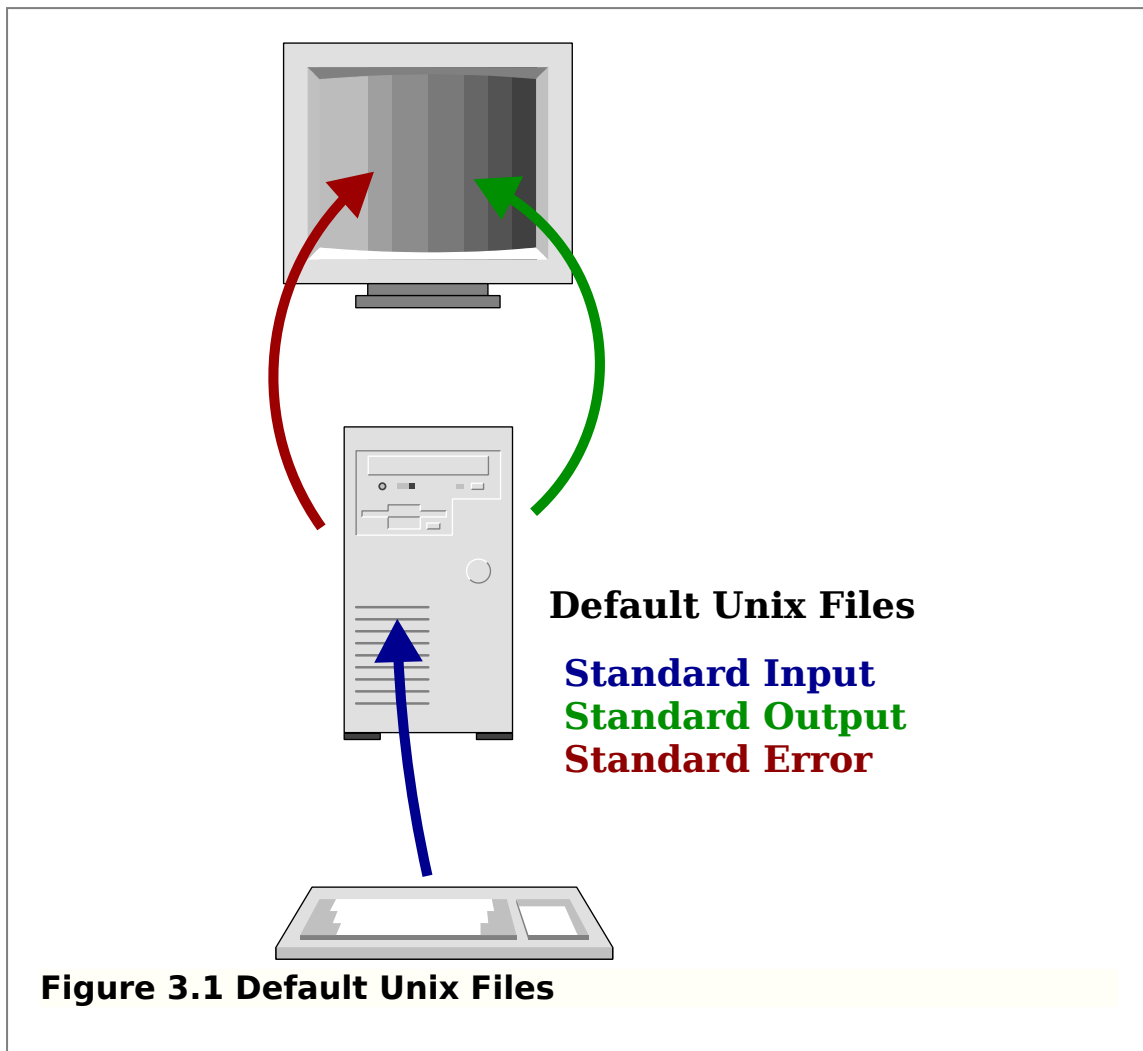 Default Unix Files
Standard Input
Standard Output
Standard Error
Figure 3.1 Default Unix Files